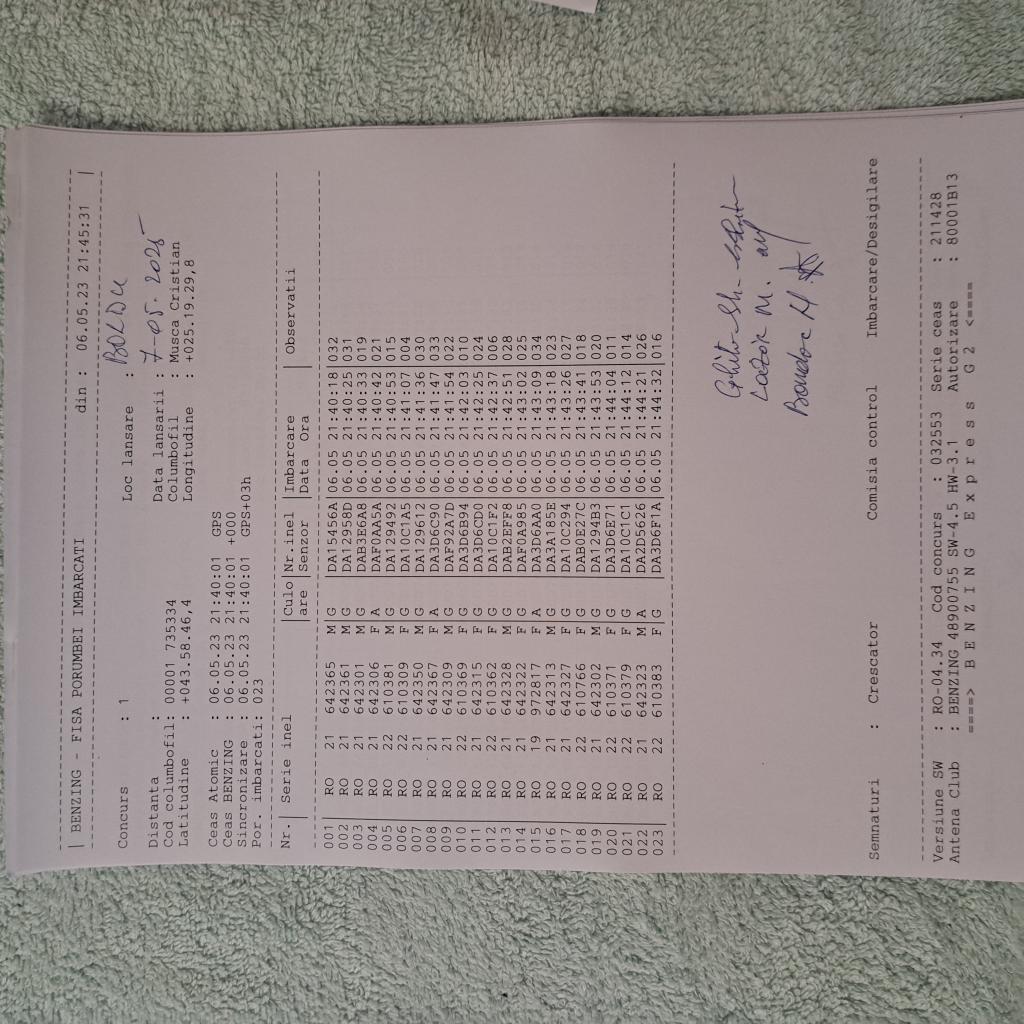 | BENZING - FISA PORUMBEI IMBARCATI din : 06.05.23 21:45:31 |
Concurs : 1 Loc lansare : BOLDU
Distanta : Data lansarii : 7-05.2025
Cod columbofil: 00001 735334 Columbofil : Musca Cristian
Latitudine : +043.58.46,4 Longitudine : +025.19.29,8
Ceas Atomic : 06.05.23 21:40:01 GPS
Ceas BENZING : 06.05.23 21:40:01 +000
Sincronizare : 06.05.23 21:40:01 GPS+03h
Por. imbarcati: 023
Nr.| Serie inel |Culo|Nr.inel |Imbarcare | Observatii
|are |Senzor |Data Ora |
001 RO 21 642365 M G |DA15456A|06.05 21:40:18|032
002 RO 21 642361 M G |DA12958D|06.05 21:40:25|031
003 RO 21 642301 M G |DAB3E6A8|06.05 21:40:33|019
004 RO 21 642306 F A |DAF0AA5A|06.05 21:40:42|021
005 RO 22 610381 M G |DA129492|06.05 21:40:53|015
006 RO 22 610309 F G |DA10C1A5|06.05 21:41:07|004
007 RO 21 642350 M G |DA129612|06.05 21:41:36|030
008 RO 21 642367 F A |DA3D6C90|06.05 21:41:47|033
009 RO 21 642309 M G |DAF92A7D|06.05 21:41:54|022
010 RO 22 610369 F G |DA3D6B94|06.05 21:42:03|010
011 RO 21 642315 F G |DA3D6CD0|06.05 21:42:25|024
012 RO 22 610362 F G |DA10C1F2|06.05 21:42:37|006
013 RO 21 642328 M G |DAB2EFF8|06.05 21:42:51|028
014 RO 21 642322 F G |DAF0A985|06.05 21:43:02|025
015 RO 19 972817 F A |DA3D6AA0|06.05 21:43:09|034
016 RO 21 642313 M G |DA3A185E|06.05 21:43:18|023
017 RO 21 642327 F G |DA10C294|06.05 21:43:26|027
018 RO 22 610766 F G |DAB0E27C|06.05 21:43:41|018
019 RO 21 642302 M G |DA1294B3|06.05 21:43:53|020
020 RO 22 610371 F G |DA3D6E71|06.05 21:44:04|011
021 RO 22 610379 F G |DA10C1C1|06.05 21:44:12|014
022 RO 21 642323 M A |DA2D5626|06.05 21:44:21|026
023 RO 22 610383 F G |DA3D6F1A|06.05 21:44:32|016
M.
Bondoc M
Semnaturi : Crescator Comisia control Imbarcare/Desigilare
Versiune SW : RO-04.34 Cod concurs : 032553 Serie ceas : 211428
Antena Club : BENZING 48900755 SW-4.5 HW-3.1 Autorizare : 80001B13
====> B E N Z I N G E x p r e s s G 2 <====